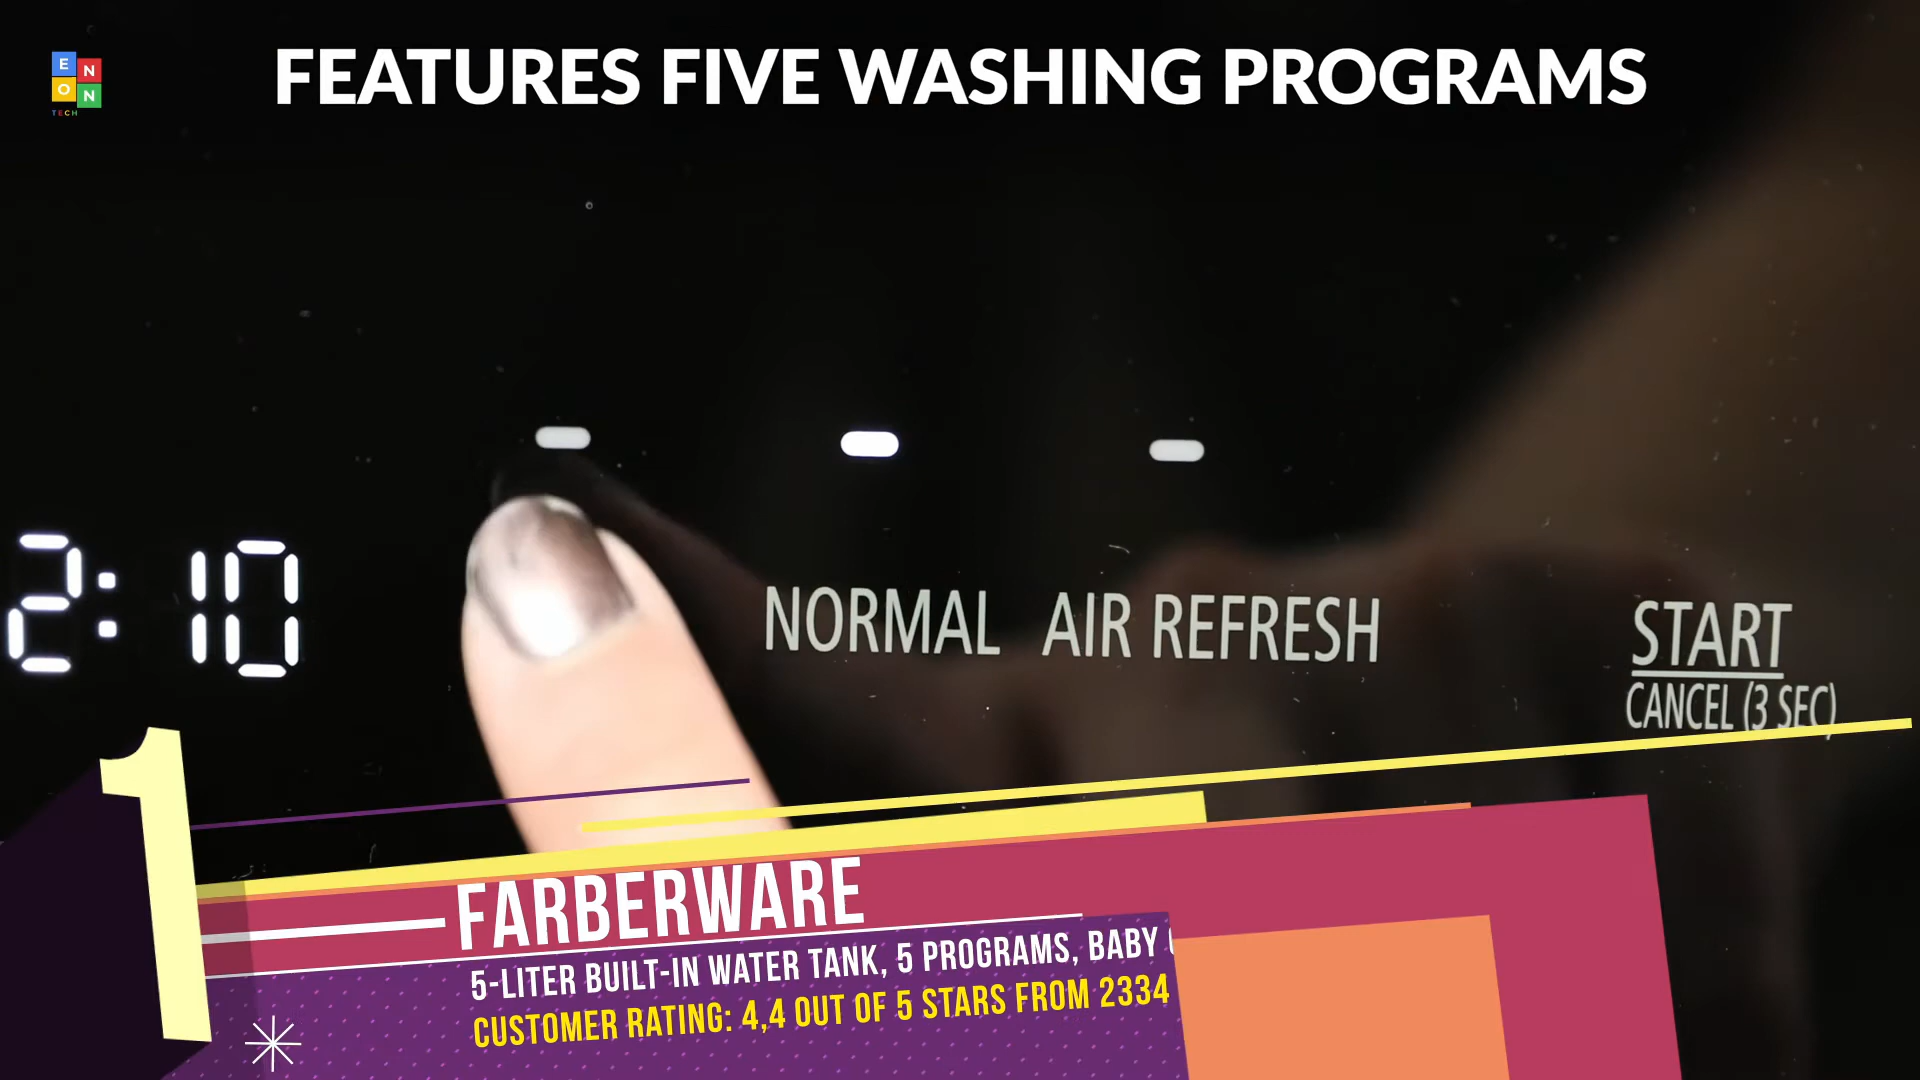 E N
O N
TECH
FEATURES FIVE WASHING PROGRAMS
2:10
NORMAL AIR REFRESH
START
CANCEL (3 SEC)
1
FARBERWARE
5-LITER BUILT-IN WATER TANK, 5 PROGRAMS, BABY
CUSTOMER RATING: 4,4 OUT OF 5 STARS FROM 2334